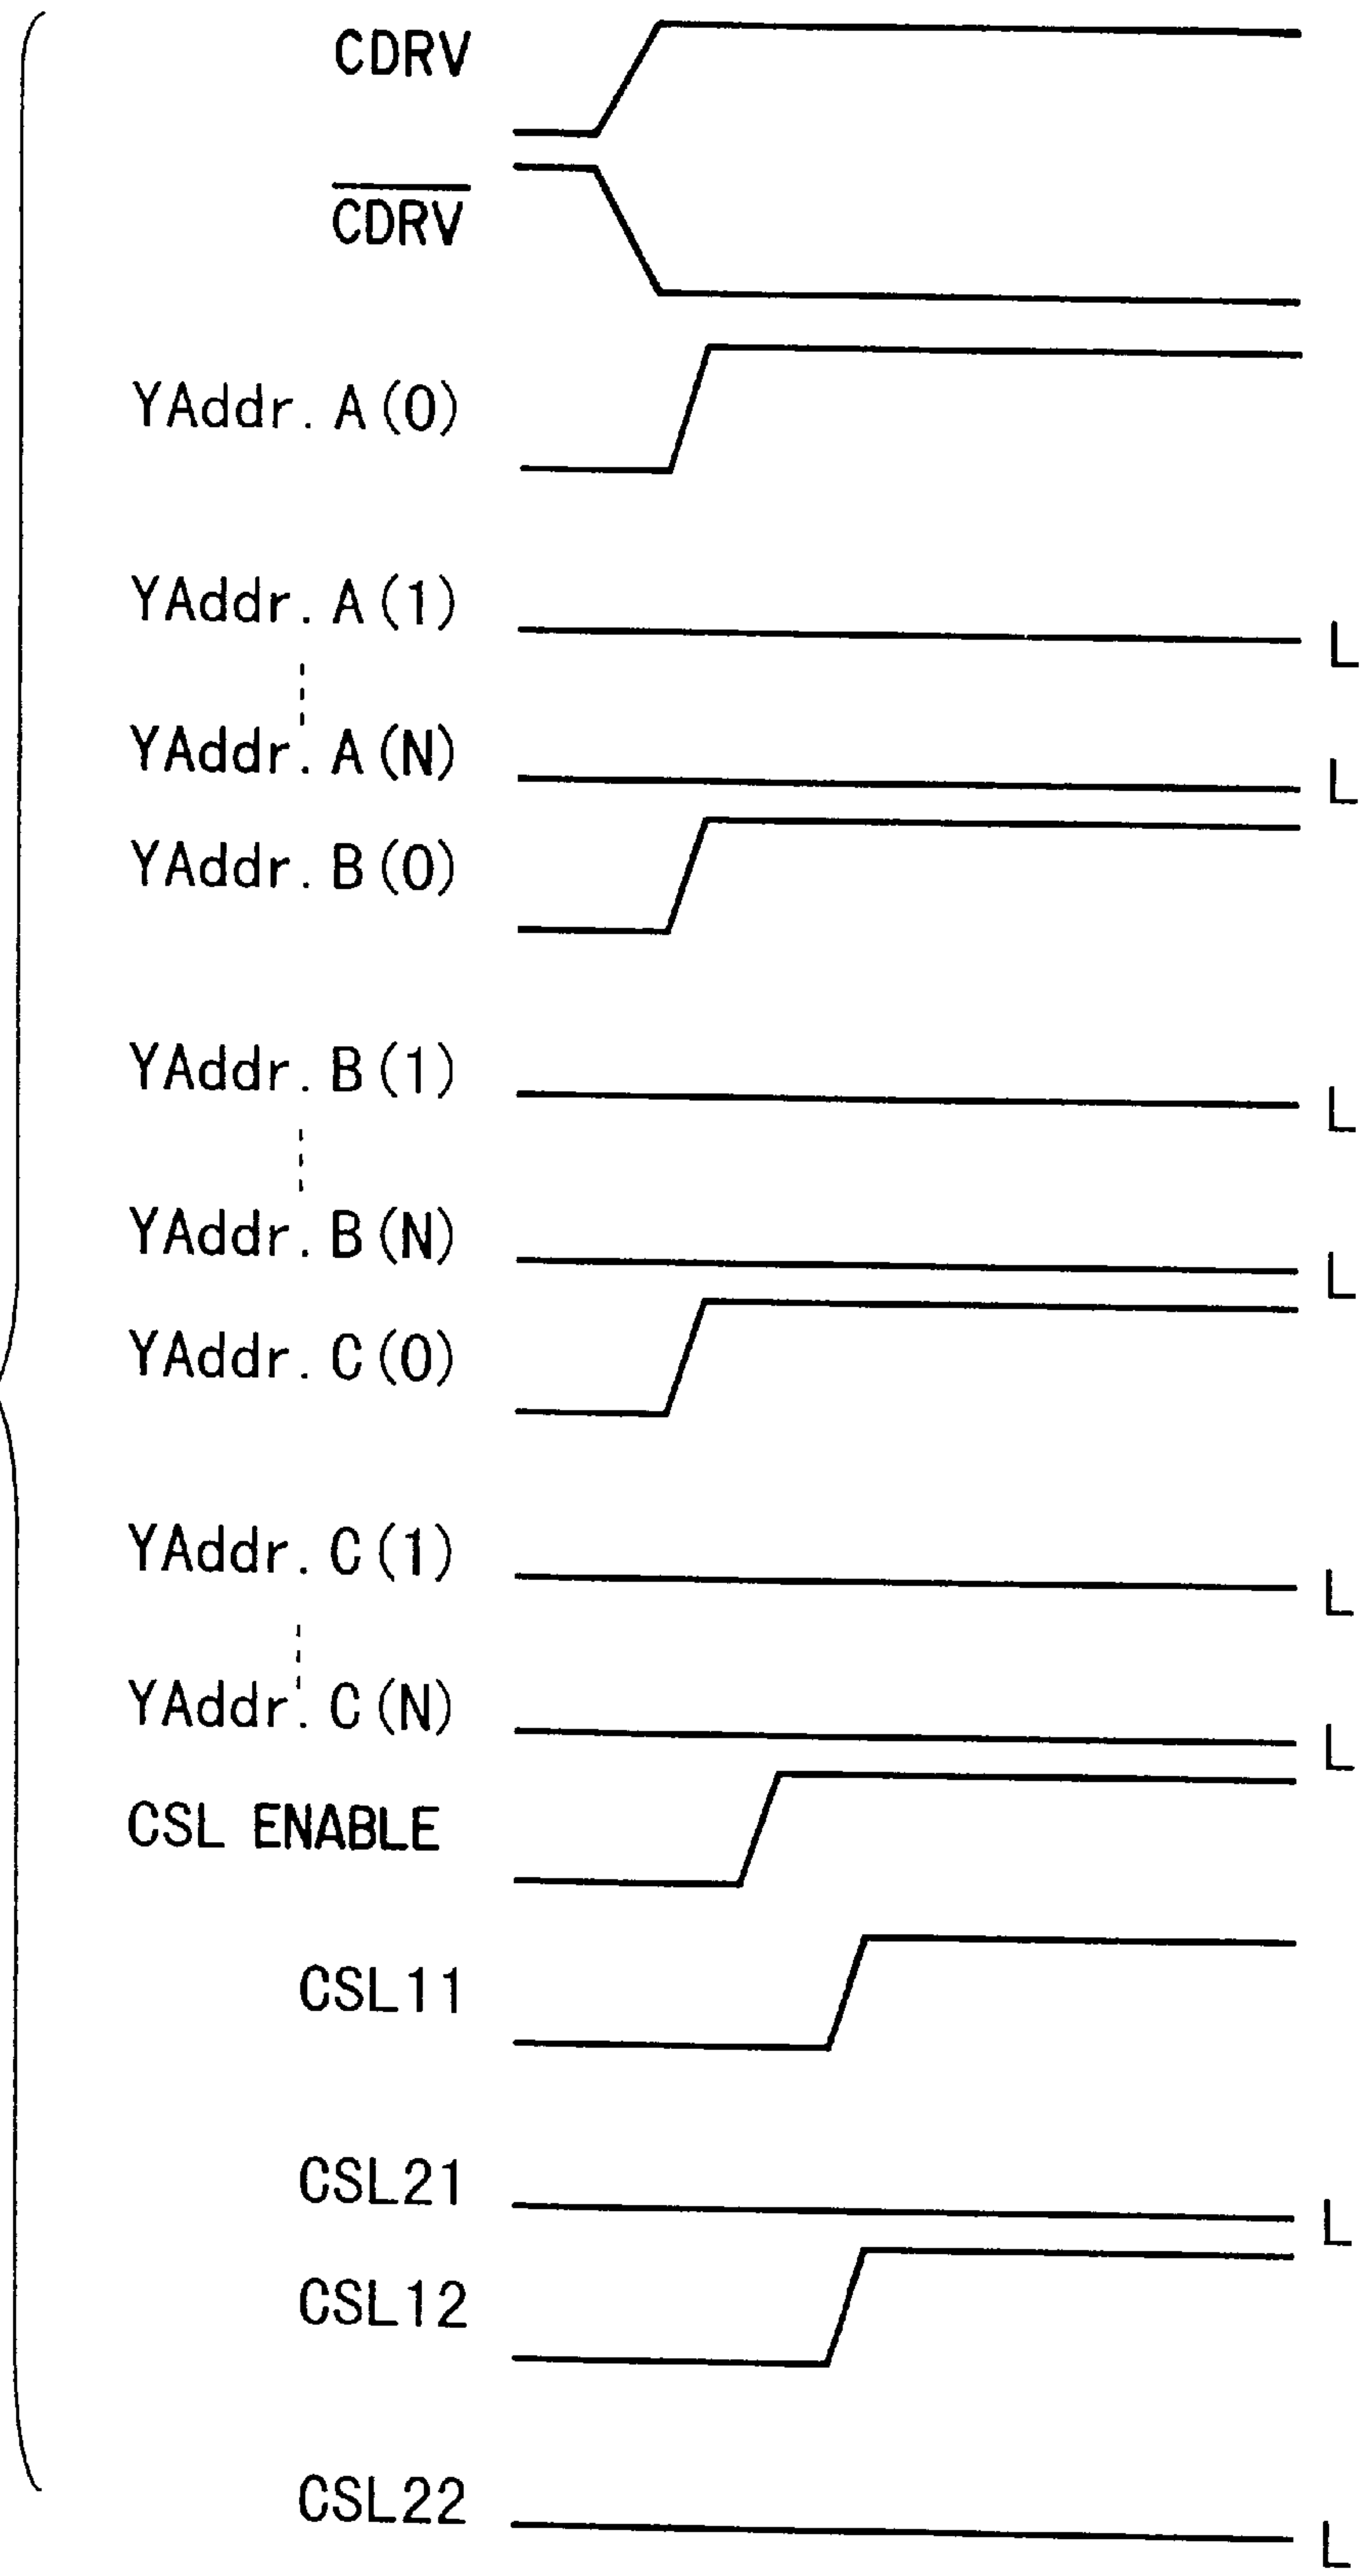 CDRV
C̅D̅R̅V̅
YAddr. A(0)
YAddr. A(1)
L
YAddr. A(N)
L
YAddr. B(0)
YAddr. B(1)
L
YAddr. B(N)
L
YAddr. C(0)
YAddr. C(1)
L
YAddr. C(N)
L
CSL ENABLE
CSL11
CSL21
L
CSL12
CSL22
L